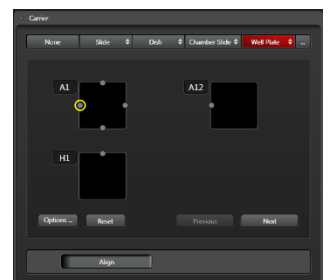 Carrier
None Slide Dish Chamber Slide Well Plate ...
A1 A12
H1
Options... Reset Previous Next
Align